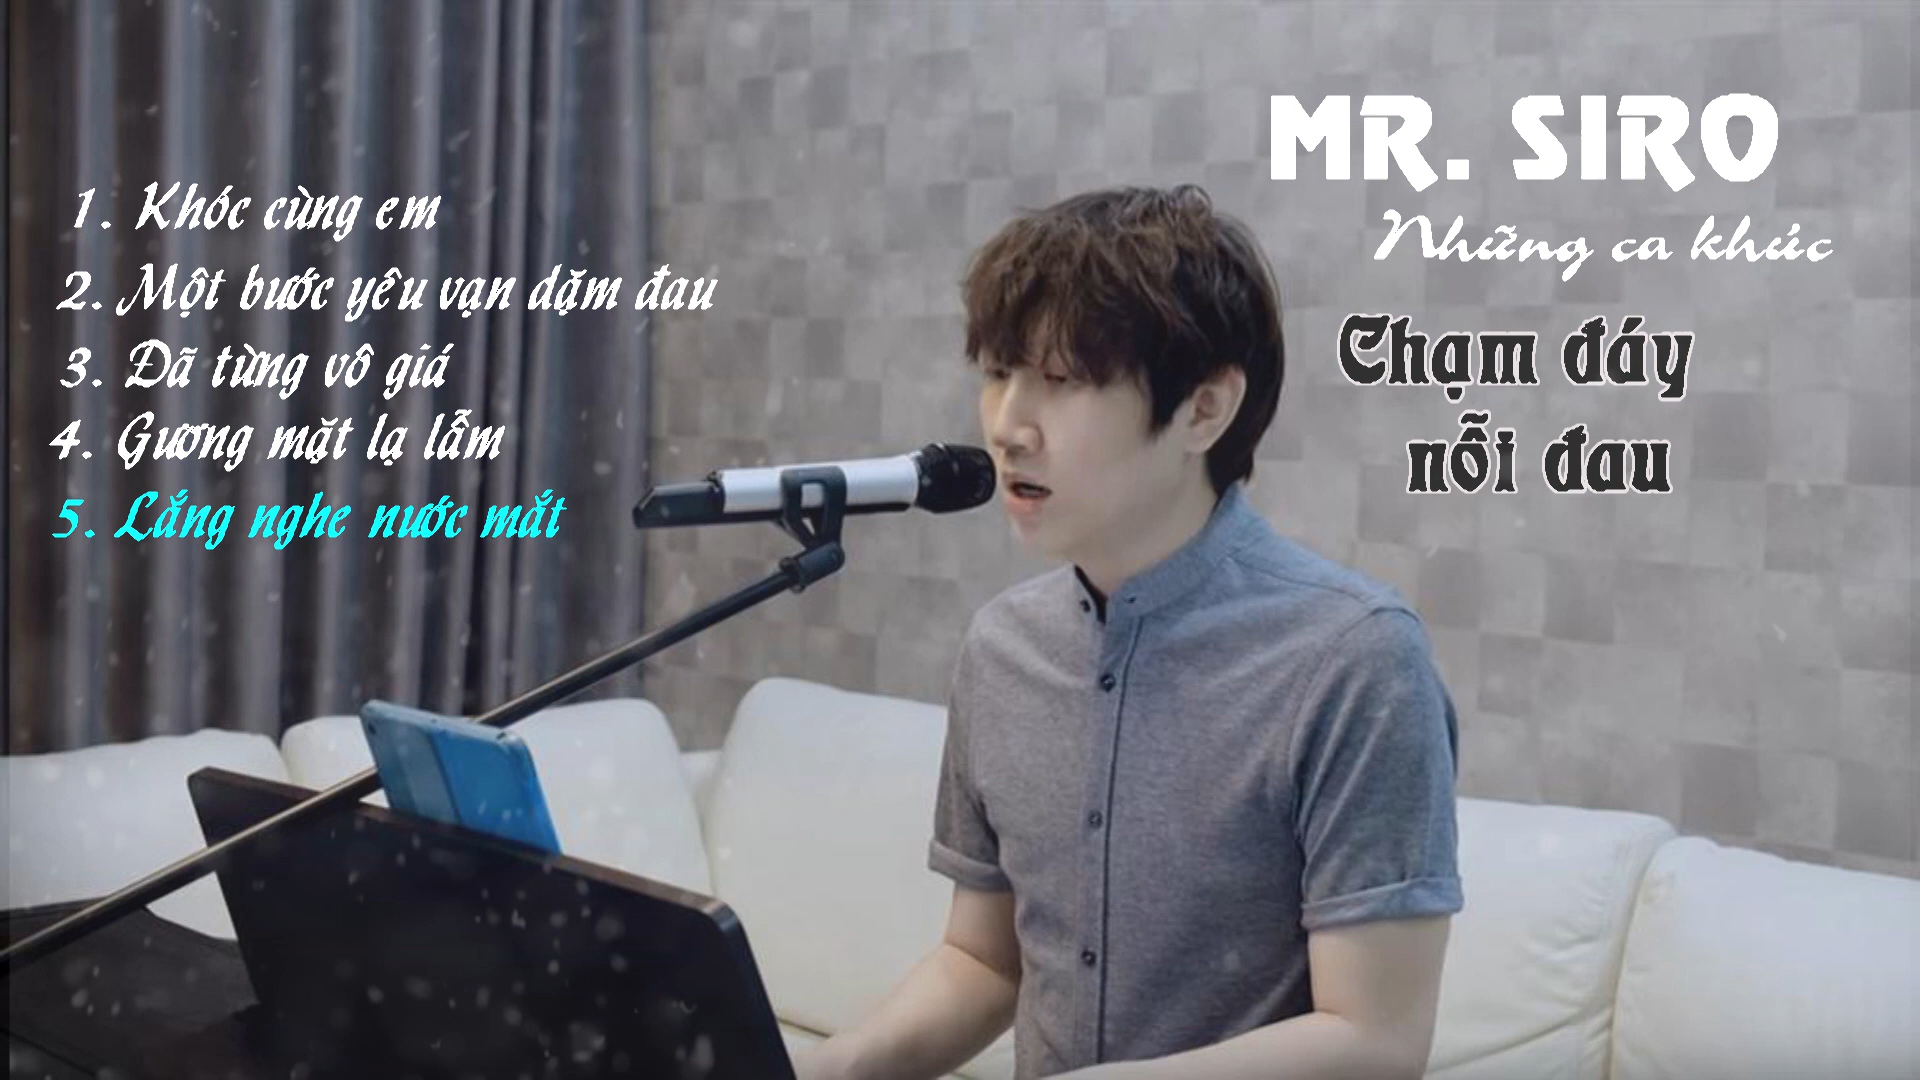 1. Khóc cùng em
2. Một bước yêu vạn dặm đau
3. Đã từng vô giá
4. Gương mặt lạ lẫm
5. Lắng nghe nước mắt
MR. SIRO
Những ca khúc
Chạm đáy
nỗi đau